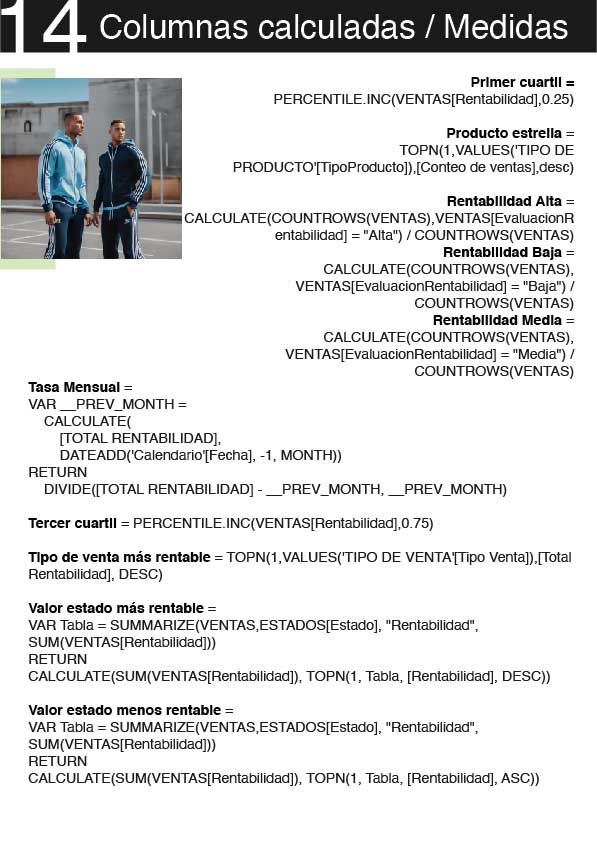 14 Columnas calculadas / Medidas
Primer cuartil =
PERCENTILE.INC(VENTAS[Rentabilidad],0.25)
Producto estrella =
TOPN(1,VALUES('TIPO DE
PRODUCTO'[TipoProducto]),[Conteo de ventas],desc)
Rentabilidad Alta =
CALCULATE(COUNTROWS(VENTAS),VENTAS[EvaluacionR
entabilidad] = "Alta") / COUNTROWS(VENTAS)
Rentabilidad Baja =
CALCULATE(COUNTROWS(VENTAS),
VENTAS[EvaluacionRentabilidad] = "Baja") /
COUNTROWS(VENTAS)
Rentabilidad Media =
CALCULATE(COUNTROWS(VENTAS),
VENTAS[EvaluacionRentabilidad] = "Media") /
COUNTROWS(VENTAS)
Tasa Mensual =
VAR __PREV_MONTH =
CALCULATE(
[TOTAL RENTABILIDAD],
DATEADD('Calendario'[Fecha], -1, MONTH))
RETURN
DIVIDE([TOTAL RENTABILIDAD] - __PREV_MONTH, __PREV_MONTH)
Tercer cuartil = PERCENTILE.INC(VENTAS[Rentabilidad],0.75)
Tipo de venta más rentable = TOPN(1,VALUES('TIPO DE VENTA'[Tipo Venta]),[Total
Rentabilidad], DESC)
Valor estado más rentable =
VAR Tabla = SUMMARIZE(VENTAS,ESTADOS[Estado], "Rentabilidad",
SUM(VENTAS[Rentabilidad]))
RETURN
CALCULATE(SUM(VENTAS[Rentabilidad]), TOPN(1, Tabla, [Rentabilidad], DESC))
Valor estado menos rentable =
VAR Tabla = SUMMARIZE(VENTAS,ESTADOS[Estado], "Rentabilidad",
SUM(VENTAS[Rentabilidad]))
RETURN
CALCULATE(SUM(VENTAS[Rentabilidad]), TOPN(1, Tabla, [Rentabilidad], ASC))